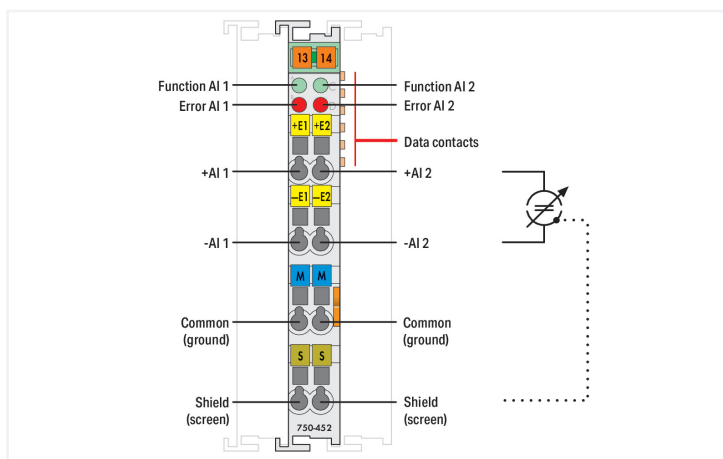 13 14
Function AI 1
Function AI 2
C
Error AI 1
Error AI 2
D
+E1 +E2
Data contacts
+AI 1
+AI 2
–E1 –E2
-AI 1
-AI 2
M M
Common
(ground)
Common
(ground)
S S
Shield
(screen)
Shield
(screen)
750-452